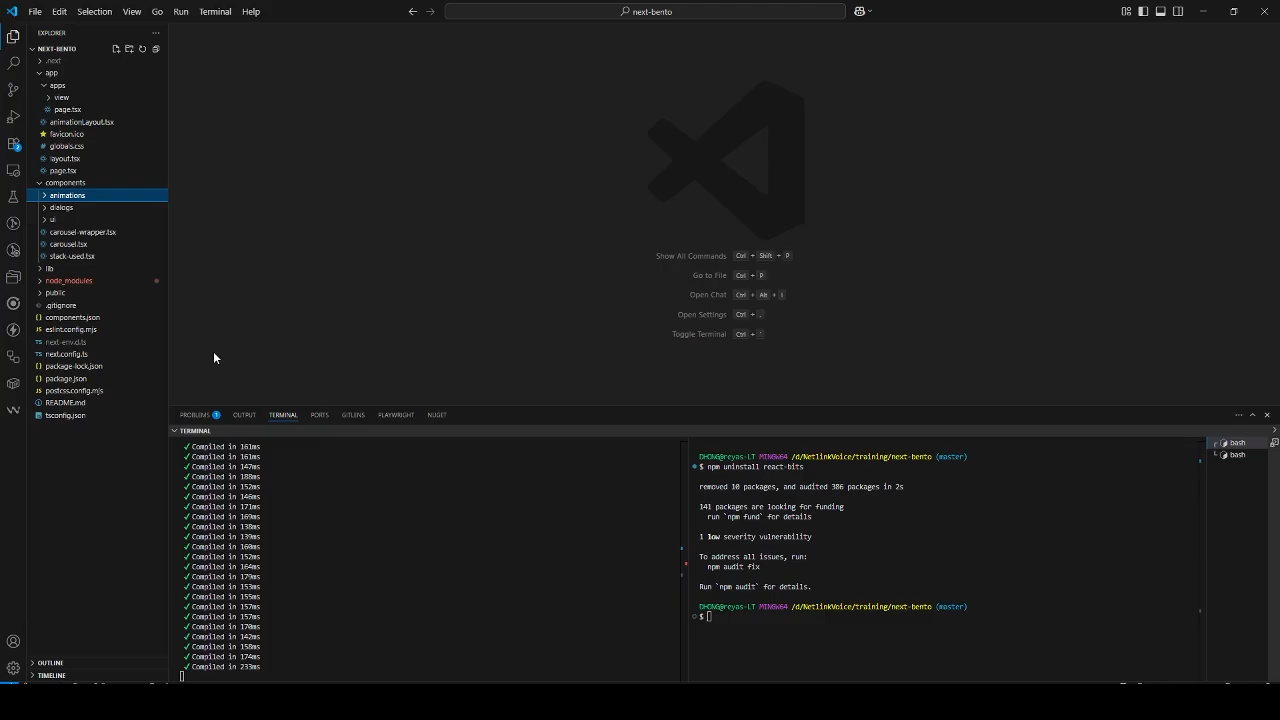 File Edit Selection View Go Run Terminal Help
next-bento
EXPLORER
NEXT-BENTO
.next
app
apps
view
page.tsx
animationLayout.tsx
favicon.ico
globals.css
layout.tsx
page.tsx
components
animations
dialogs
ui
carousel-wrapper.tsx
carousel.tsx
stack-used.tsx
lib
node_modules
public
.gitignore
components.json
eslint.config.mjs
next-env.d.ts
next.config.ts
package-lock.json
package.json
postcss.config.mjs
README.md
tsconfig.json
OUTLINE
TIMELINE
Show All Commands Ctrl + Shift + P
Go to File Ctrl + P
Open Chat Ctrl + Alt + I
Open Settings Ctrl + ,
Toggle Terminal Ctrl + `
PROBLEMS 1 OUTPUT TERMINAL PORTS GITLENS PLAYWRIGHT NUGET
TERMINAL
✓ Compiled in 161ms
✓ Compiled in 161ms
✓ Compiled in 147ms
✓ Compiled in 188ms
✓ Compiled in 152ms
✓ Compiled in 146ms
✓ Compiled in 171ms
✓ Compiled in 169ms
✓ Compiled in 138ms
✓ Compiled in 139ms
✓ Compiled in 160ms
✓ Compiled in 152ms
✓ Compiled in 164ms
✓ Compiled in 179ms
✓ Compiled in 153ms
✓ Compiled in 155ms
✓ Compiled in 157ms
✓ Compiled in 157ms
✓ Compiled in 170ms
✓ Compiled in 142ms
✓ Compiled in 158ms
✓ Compiled in 174ms
✓ Compiled in 233ms
DHONG@reyas-LT MINGW64 /d/NetlinkVoice/training/next-bento (master)
$ npm uninstall react-bits
removed 10 packages, and audited 386 packages in 2s
141 packages are looking for funding
run `npm fund` for details
1 low severity vulnerability
To address all issues, run:
npm audit fix
Run `npm audit` for details.
DHONG@reyas-LT MINGW64 /d/NetlinkVoice/training/next-bento (master)
$
bash
bash